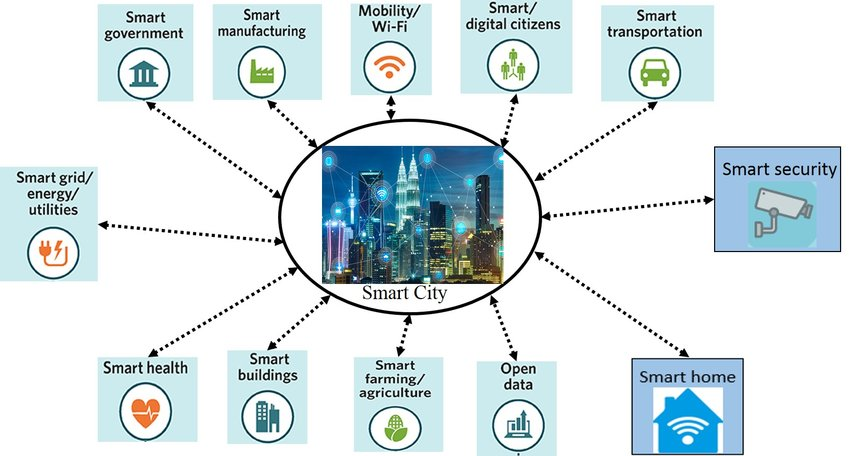 Smart
government
Smart
manufacturing
Mobility/
Wi-Fi
Smart/
digital citizens
Smart
transportation
Smart grid/
energy/
utilities
Smart security
Smart City
Smart health
Smart
buildings
Smart
farming/
agriculture
Open
data
Smart home